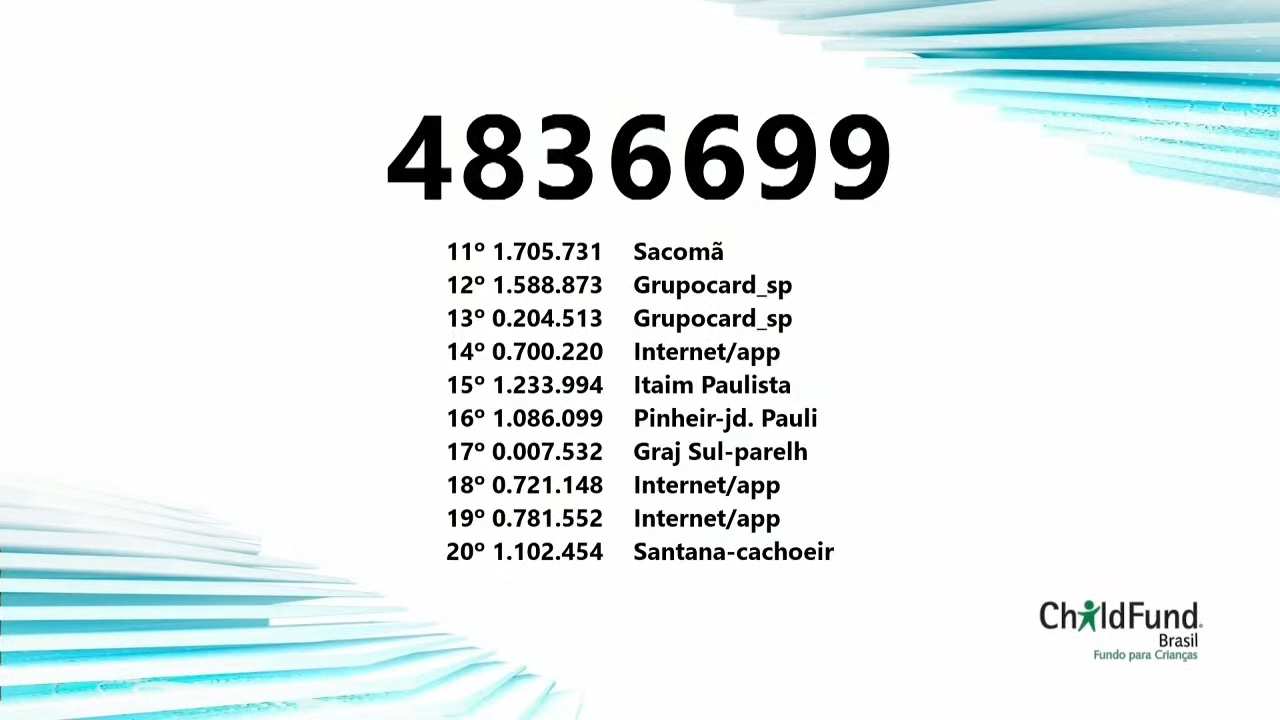 4836699
11º 1.705.731 Sacomã
12º 1.588.873 Grupocard_sp
13º 0.204.513 Grupocard_sp
14º 0.700.220 Internet/app
15º 1.233.994 Itaim Paulista
16º 1.086.099 Pinheir-jd. Pauli
17º 0.007.532 Graj Sul-parelh
18º 0.721.148 Internet/app
19º 0.781.552 Internet/app
20º 1.102.454 Santana-cachoeir
ChildFund
Brasil
Fundo para Crianças